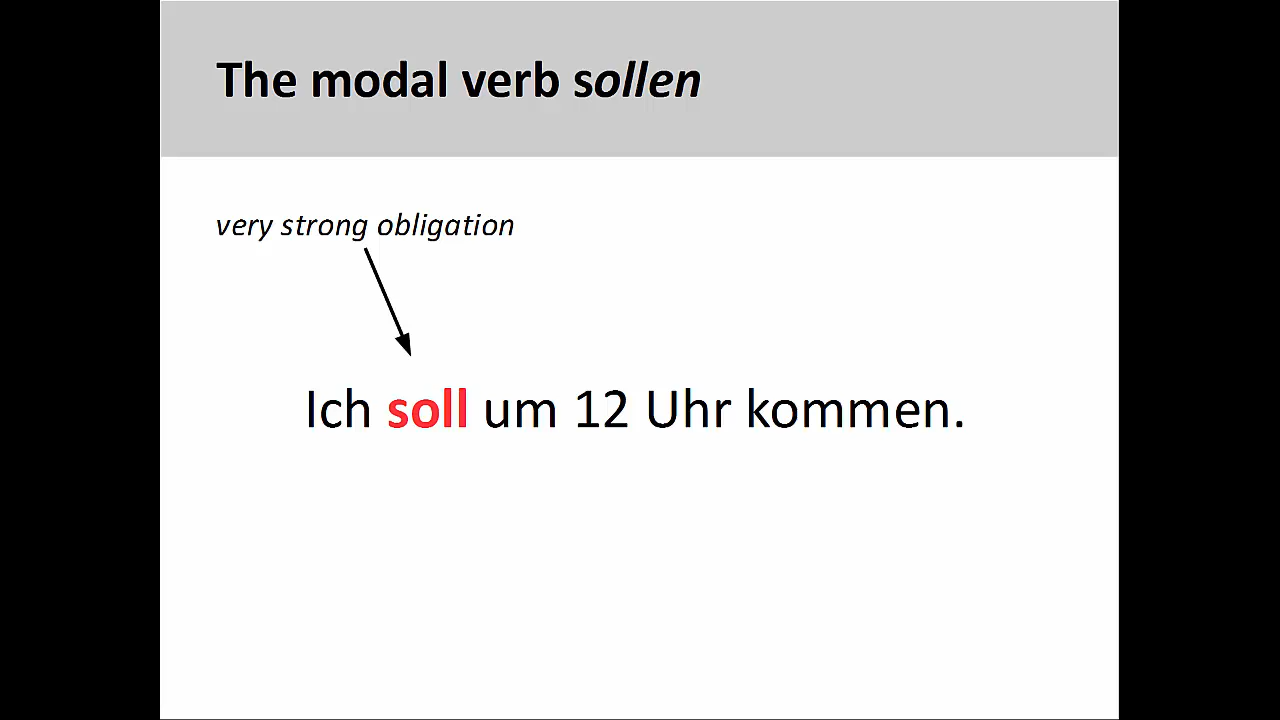 The modal verb sollen
very strong obligation
Ich soll um 12 Uhr kommen.